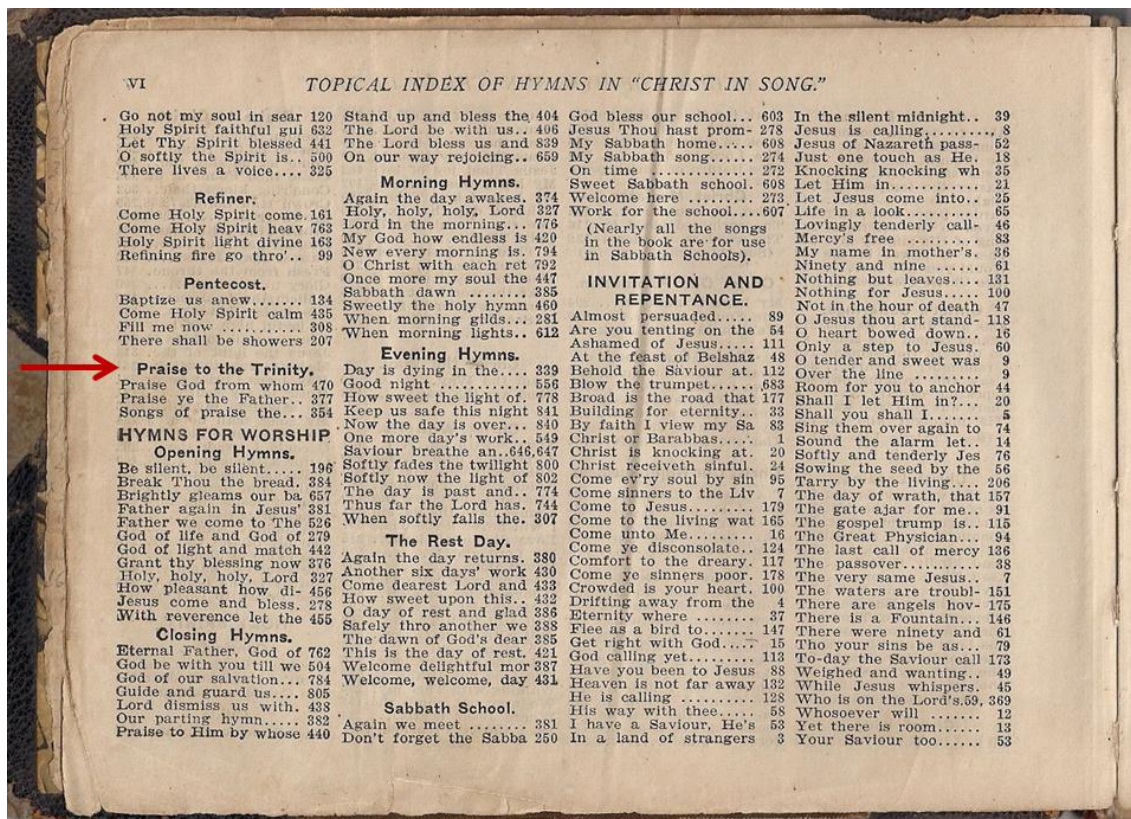 VI
TOPICAL INDEX OF HYMNS IN "CHRIST IN SONG."
Go not my soul in sear 120
Holy Spirit faithful gui 632
Let Thy Spirit blessed 441
O softly the Spirit is.. 500
There lives a voice.... 325
Refiner.
Come Holy Spirit come. 161
Come Holy Spirit heav 763
Holy Spirit light divine 163
Refining fire go thro'.. 99
Pentecost.
Baptize us anew....... 134
Come Holy Spirit calm 435
Fill me now ........... 308
There shall be showers 207
Praise to the Trinity.
Praise God from whom 470
Praise ye the Father.. 377
Songs of praise the... 354
HYMNS FOR WORSHIP
Opening Hymns.
Be silent, be silent..... 196
Break Thou the bread. 384
Brightly gleams our ba 657
Father again in Jesus' 381
Father we come to The 526
God of life and God of 279
God of light and match 442
Grant thy blessing now 376
Holy, holy, holy, Lord 327
How pleasant how di- 456
Jesus come and bless. 278
With reverence let the 455
Closing Hymns.
Eternal Father, God of 762
God be with you till we 504
God of our salvation... 784
Guide and guard us.... 805
Lord dismiss us with. 438
Our parting hymn..... 382
Praise to Him by whose 440
Stand up and bless the, 404
The Lord be with us.. 406
The Lord bless us and 839
On our way rejoicing.. 659
Morning Hymns.
Again the day awakes. 374
Holy, holy, holy, Lord 327
Lord in the morning... 776
My God how endless is 420
New every morning is. 794
O Christ with each ret 792
Once more my soul the 447
Sabbath dawn ........ 385
Sweetly the holy hymn 460
When morning gilds... 281
When morning lights.. 612
Evening Hymns.
Day is dying in the.... 339
Good night ............ 556
How sweet the light of. 778
Keep us safe this night 841
Now the day is over... 840
One more day's work.. 549
Saviour breathe an..646,647
Softly fades the twilight 800
Softly now the light of 802
The day is past and.. 774
Thus far the Lord has. 744
When softly falls the. 307
The Rest Day.
Again the day returns. 380
Another six days' work 430
Come dearest Lord and 433
How sweet upon this.. 432
O day of rest and glad 386
Safely thro another we 388
The dawn of God's dear 385
This is the day of rest. 421
Welcome delightful mor 387
Welcome, welcome, day 431
Sabbath School.
Again we meet ........ 381
Don't forget the Sabba 250
God bless our school... 603
Jesus Thou hast prom- 278
My Sabbath home..... 608
My Sabbath song...... 274
On time ............. 272
Sweet Sabbath school. 608
Welcome here ......... 273
Work for the school....607
(Nearly all the songs
in the book are for use
in Sabbath Schools).
INVITATION AND
REPENTANCE.
Almost persuaded..... 89
Are you tenting on the 54
Ashamed of Jesus..... 111
At the feast of Belshaz 48
Behold the Saviour at. 112
Blow the trumpet...... 683
Broad is the road that 177
Building for eternity.. 33
By faith I view my Sa 83
Christ or Barabbas.... 1
Christ is knocking at. 20
Christ receiveth sinful. 24
Come ev'ry soul by sin 95
Come sinners to the Liv 7
Come to Jesus........ 179
Come to the living wat 165
Come unto Me......... 16
Come ye disconsolate.. 124
Comfort to the dreary. 117
Come ye sinners poor. 178
Crowded is your heart. 100
Drifting away from the 4
Eternity where ....... 37
Flee as a bird to....... 147
Get right with God..... 15
God calling yet........ 113
Have you been to Jesus 88
Heaven is not far away 132
He is calling ......... 128
His way with thee..... 58
I have a Saviour, He's 53
In a land of strangers 3
In the silent midnight.. 39
Jesus is calling......... 8
Jesus of Nazareth pass- 52
Just one touch as He. 18
Knocking knocking wh 35
Let Him in........... 21
Let Jesus come into.. 25
Life in a look.......... 65
Lovingly tenderly call- 46
Mercy's free .......... 83
My name in mother's. 36
Ninety and nine ...... 61
Nothing but leaves.... 131
Nothing for Jesus..... 100
Not in the hour of death 47
O Jesus thou art stand- 118
O heart bowed down.. 16
Only a step to Jesus. 60
O tender and sweet was 9
Over the line .......... 9
Room for you to anchor 44
Shall I let Him in?... 20
Shall you shall I....... 5
Sing them over again to 74
Sound the alarm let.. 14
Softly and tenderly Jes 76
Sowing the seed by the 56
Tarry by the living.... 206
The day of wrath, that 157
The gate ajar for me.. 91
The gospel trump is.. 115
The Great Physician... 94
The last call of mercy 136
The passover.......... 38
The very same Jesus.. 7
The waters are troubl- 151
There are angels hov- 175
There is a Fountain... 146
There were ninety and 61
Tho your sins be as... 79
To-day the Saviour call 173
Weighed and wanting.. 49
While Jesus whispers. 45
Who is on the Lord's.59, 369
Whosoever will ....... 12
Yet there is room...... 13
Your Saviour too...... 53